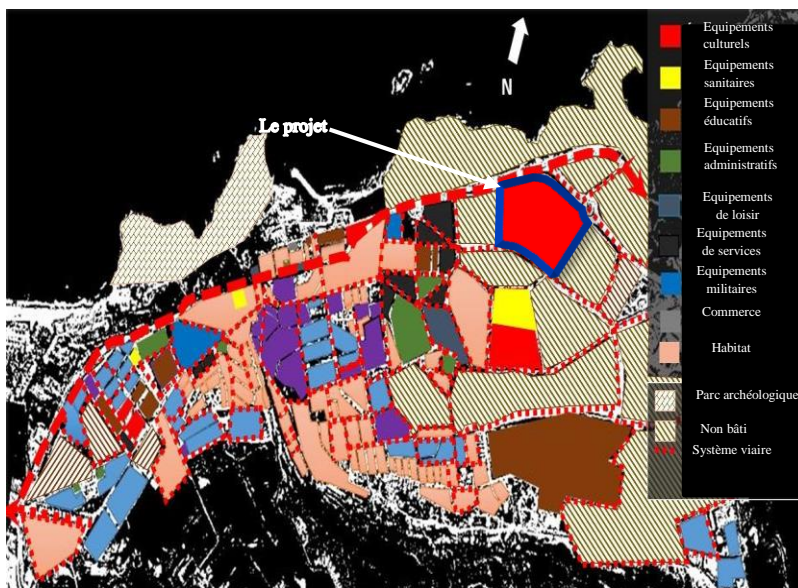 Le projet
N
Equipements
culturels
Equipements
sanitaires
Equipements
éducatifs
Equipements
administratifs
Equipements
de loisir
Equipements
de services
Equipements
militaires
Commerce
Habitat
Parc archéologique
Non bâti
Système viaire